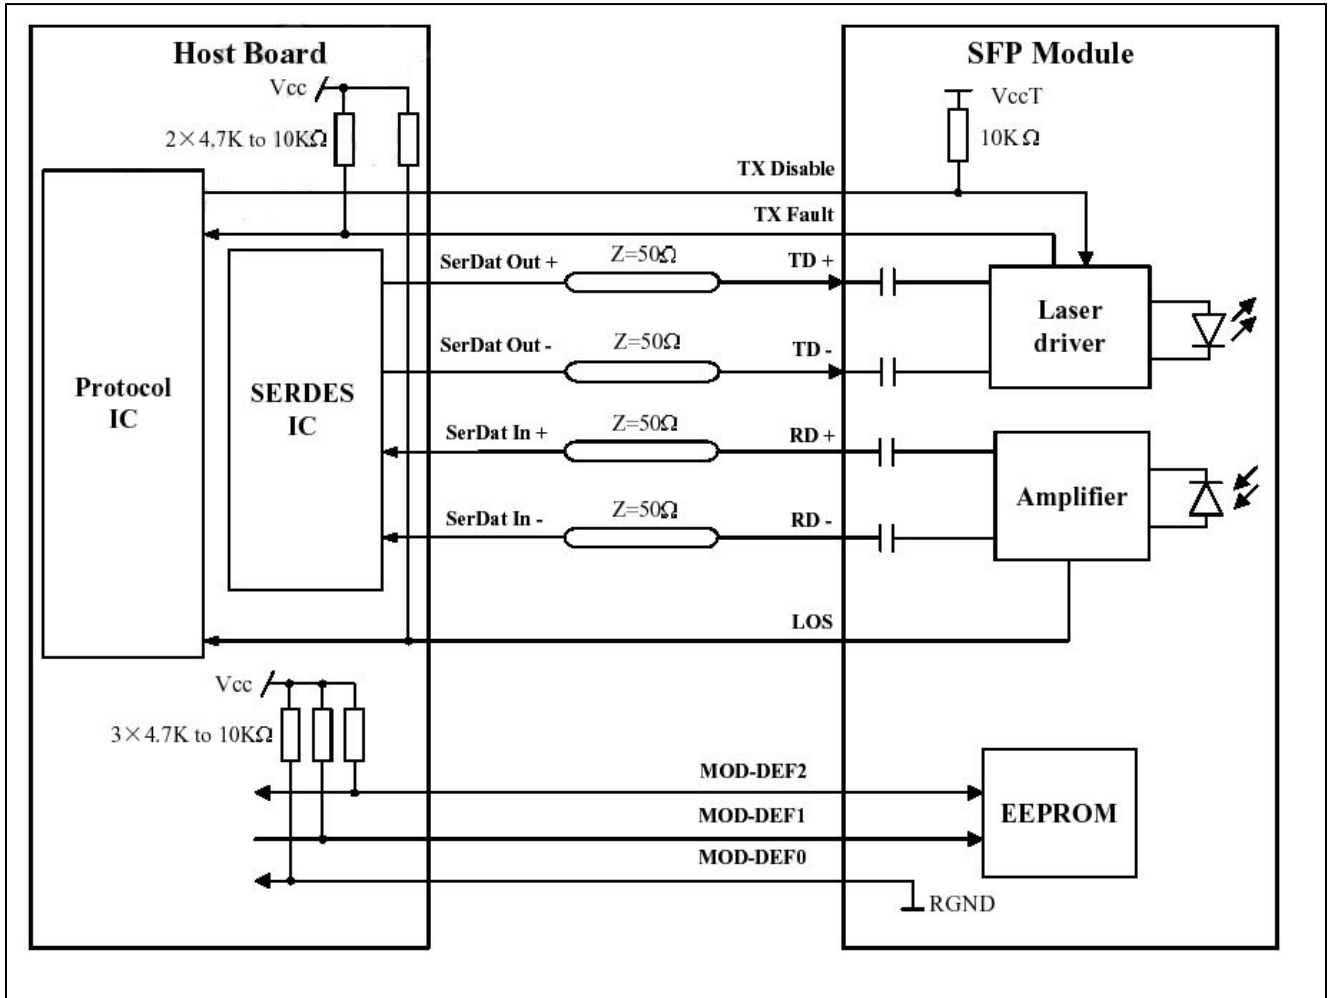 Host Board
SFP Module
Vcc
VccT
2×4,7K to 10KΩ
10KΩ
TX Disable
TX Fault
SerDat Out +
Z=50Ω
TD +
Laser
driver
SerDat Out -
Z=50Ω
TD -
Protocol
IC
SERDES
IC
SerDat In +
Z=50Ω
RD +
Amplifier
SerDat In -
Z=50Ω
RD -
LOS
Vcc
3×4.7K to 10KΩ
MOD-DEF2
MOD-DEF1
EEPROM
MOD-DEF0
RGND